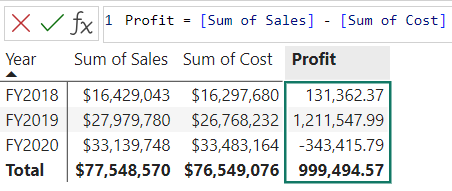 1 Profit = [Sum of Sales] - [Sum of Cost]
Year Sum of Sales Sum of Cost Profit
FY2018 $16,429,043 $16,297,680 131,362.37
FY2019 $27,979,780 $26,768,232 1,211,547.99
FY2020 $33,139,748 $33,483,164 -343,415.79
Total $77,548,570 $76,549,076 999,494.57